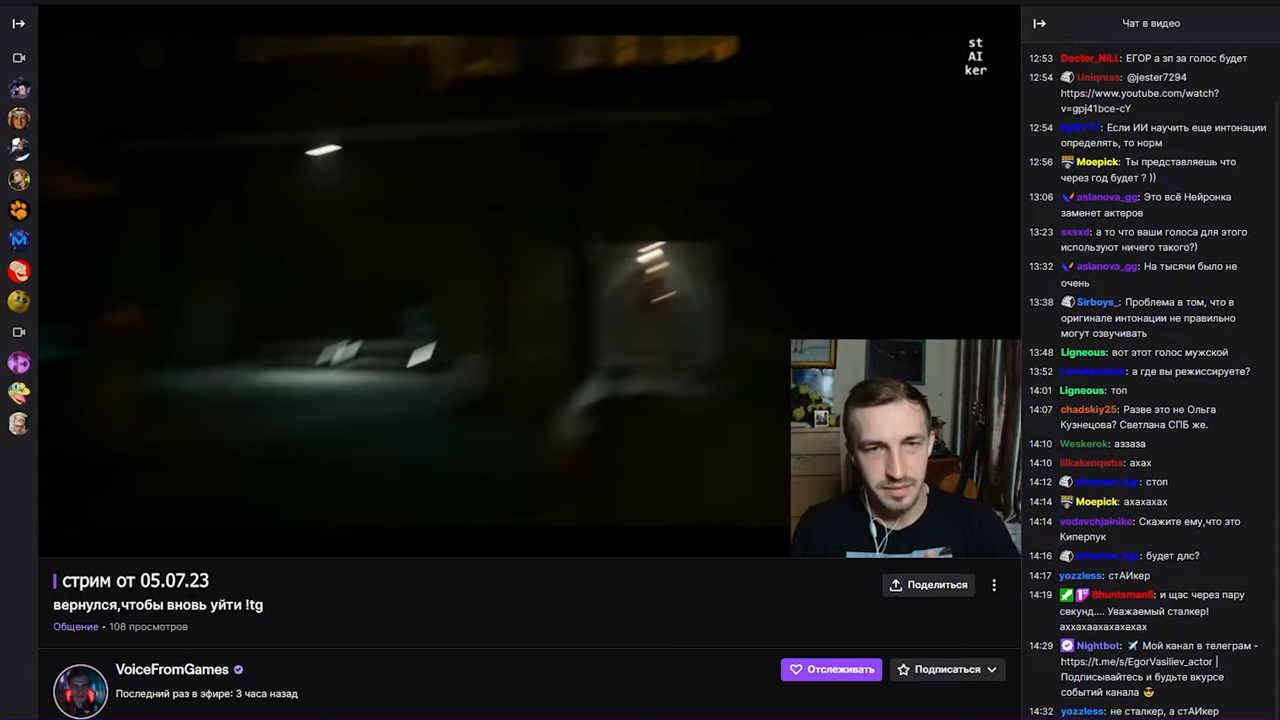 st
AI
ker
стрим от 05.07.23
вернулся,чтобы вновь уйти !tg
Общение • 108 просмотров
Поделиться
VoiceFromGames
Последний раз в эфире: 3 часа назад
Отслеживать
Подписаться
Чат в видео
12:53 Doctor_NiLL: ЕГОР а зп за голос будет
12:54 Uniqress: @jester7294
https://www.youtube.com/watch?
v=gpj41bce-cY
12:54 Если ИИ научить еще интонации
определять, то норм
12:56 Moepick: Ты представляешь что
через год будет ? ))
13:06 aslanova_gg: Это всё Нейронка
заменет актеров
13:23 sxsxd: а то что ваши голоса для этого
используют ничего такого?)
13:32 aslanova_gg: На тысячи было не
очень
13:38 Sirboys_: Проблема в том, что в
оригинале интонации не правильно
могут озвучивать
13:48 Ligneous: вот этот голос мужской
13:52 а где вы режиссируете?
14:01 Ligneous: топ
14:07 chadskiy25: Разве это не Ольга
Кузнецова? Светлана СПБ же.
14:10 Weskerok: аззаза
14:10 lilkakenqwbs: ахах
14:12 стоп
14:14 Moepick: ахахахах
14:14 vodavchjainike: Скажите ему,что это
Киперпук
14:16 будет длс?
14:17 yozzless: стАИкер
14:19 8huntsman8: и щас через пару
секунд.... Уважаемый сталкер!
аххахаахахахахах
14:29 Nightbot: Мой канал в телеграм -
https://t.me/s/EgorVasiliev_actor |
Подписывайтесь и будьте вкурсе
событий канала
14:32 yozzless: не сталкер, а стАИкер